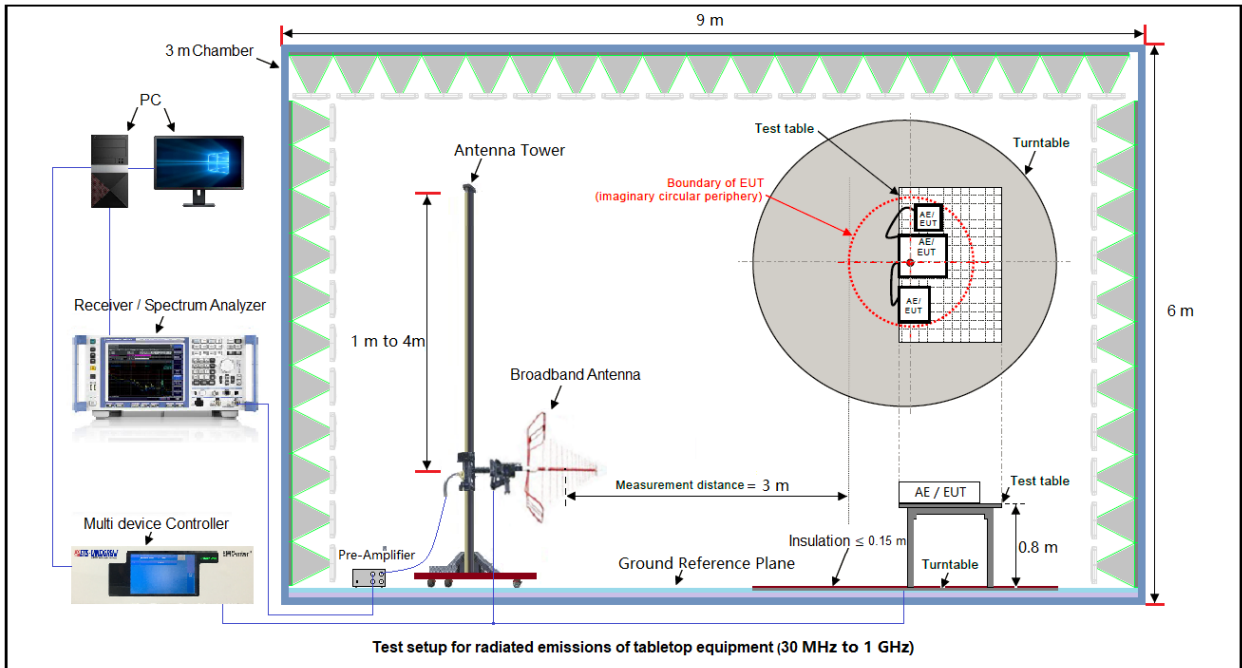 9 m
3 m Chamber
PC
Antenna Tower
Test table
Turntable
Boundary of EUT
(imaginary circular periphery)
AE/
EUT
AE/
EUT
AE/
EUT
6 m
Receiver / Spectrum Analyzer
1 m to 4m
Broadband Antenna
Measurement distance = 3 m
AE / EUT
Test table
Multi device Controller
Pre-Amplifier
Insulation ≤ 0.15 m
0.8 m
Ground Reference Plane
Turntable
Test setup for radiated emissions of tabletop equipment (30 MHz to 1 GHz)